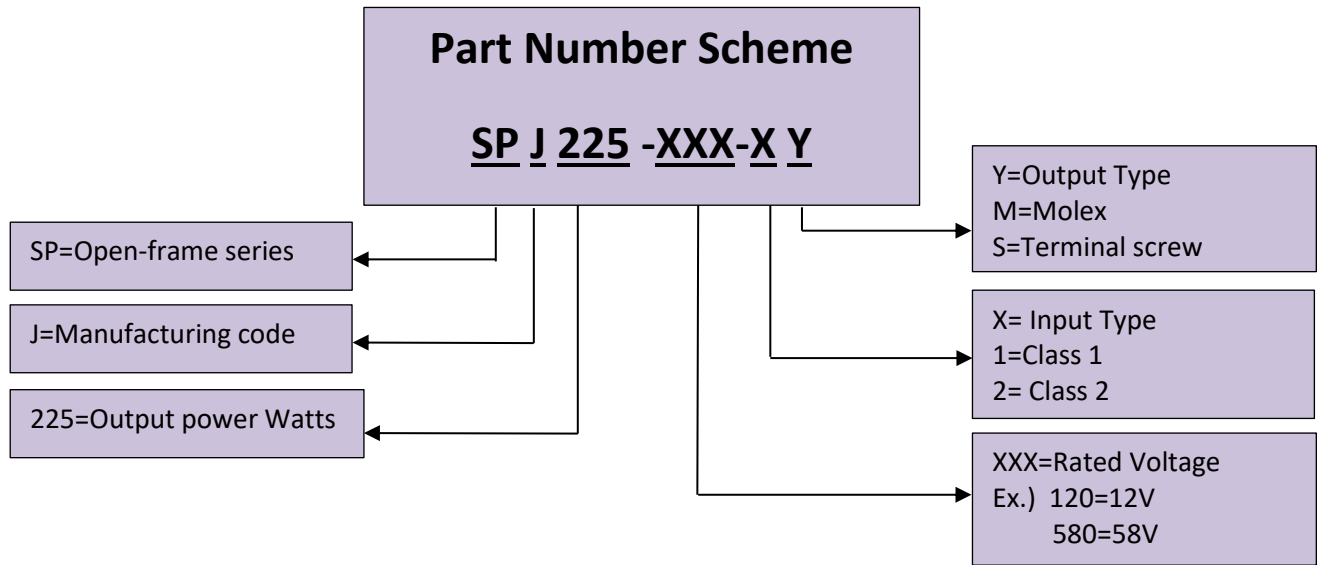 Part Number Scheme
SP J 225 -XXX-X Y
SP=Open-frame series
J=Manufacturing code
225=Output power Watts
Y=Output Type
M=Molex
S=Terminal screw
X= Input Type
1=Class 1
2= Class 2
XXX=Rated Voltage
Ex.) 120=12V
580=58V